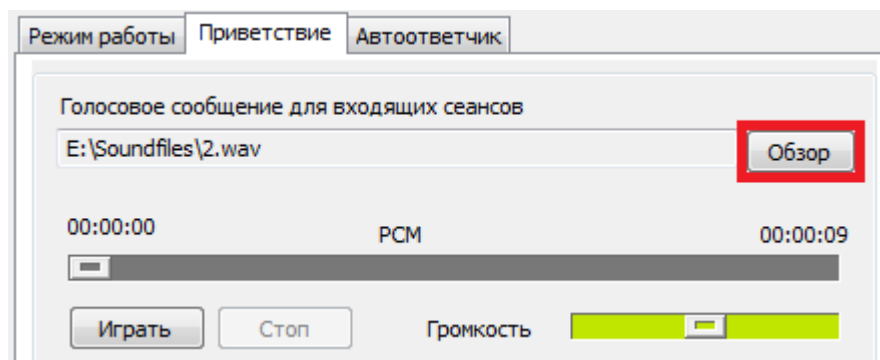 Режим работы Приветствие Автоответчик
Голосовое сообщение для входящих сеансов
E:\Soundfiles\2.wav Обзор
00:00:00 PCM 00:00:09
Играть Стоп Громкость